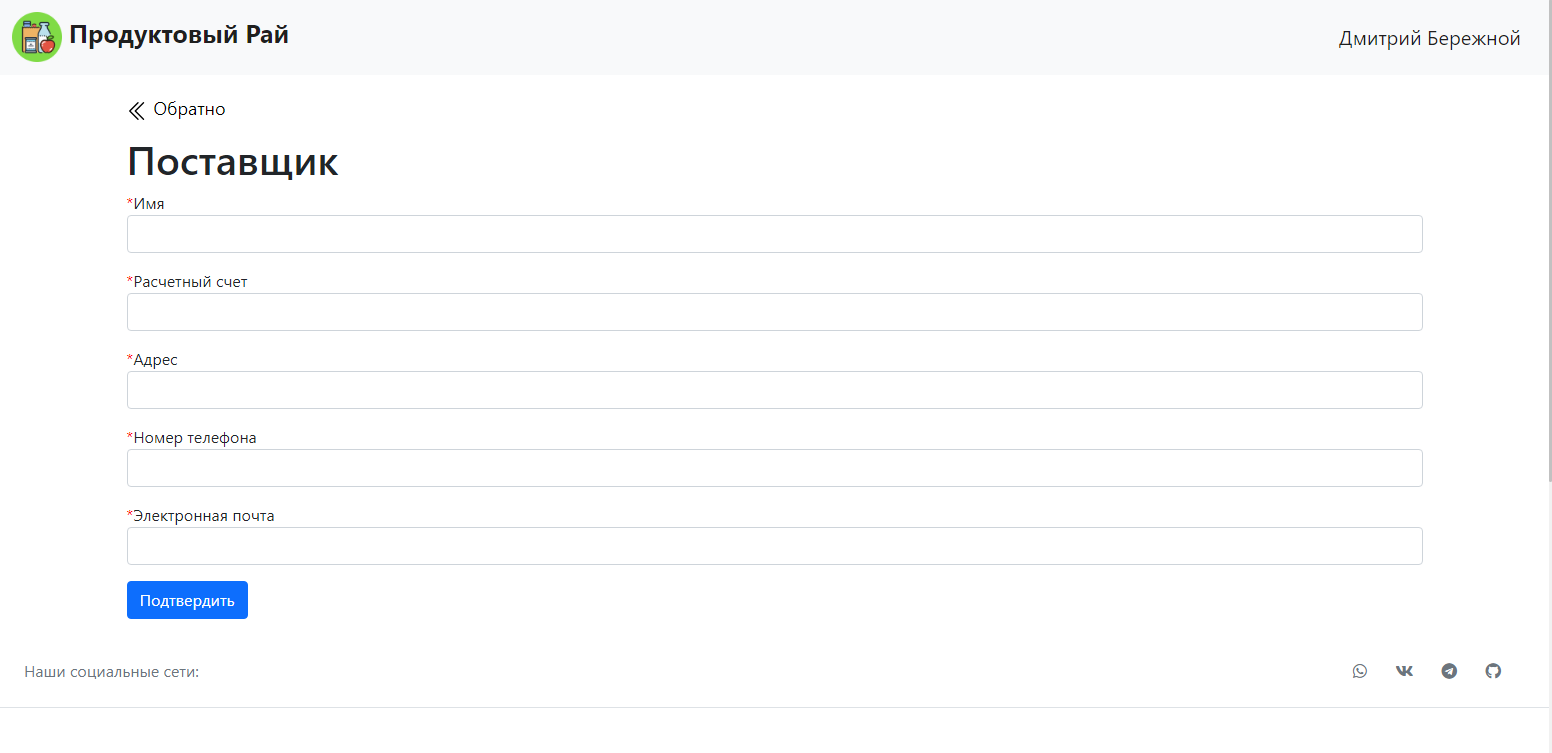 Продуктовый Рай
Дмитрий Бережной
Обратно
Поставщик
*Имя
*Расчетный счет
*Адрес
*Номер телефона
*Электронная почта
Подтвердить
Наши социальные сети: